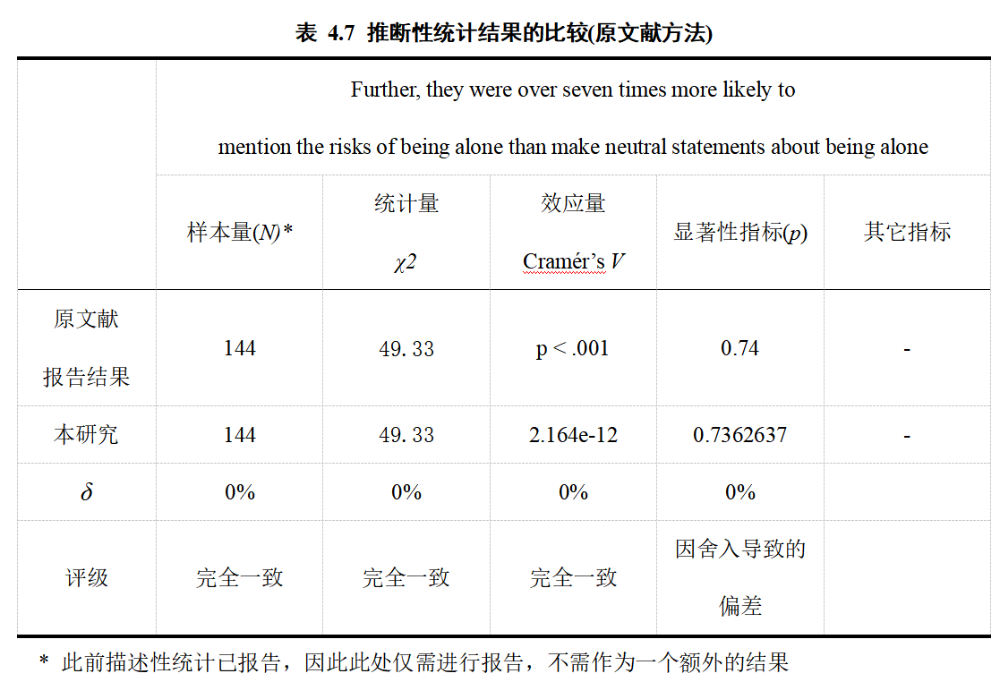 表 4.7 推断性统计结果的比较(原文献方法)
Further, they were over seven times more likely to
mention the risks of being alone than make neutral statements about being alone
样本量(N)*
统计量
χ2
效应量
Cramér’s V
显著性指标(p)
其它指标
原文献
报告结果
144
49.33
p < .001
0.74
-
本研究
144
49.33
2.164e-12
0.7362637
-
δ
0%
0%
0%
0%
评级
完全一致
完全一致
完全一致
因舍入导致的
偏差
* 此前描述性统计已报告，因此此处仅需进行报告，不需作为一个额外的结果